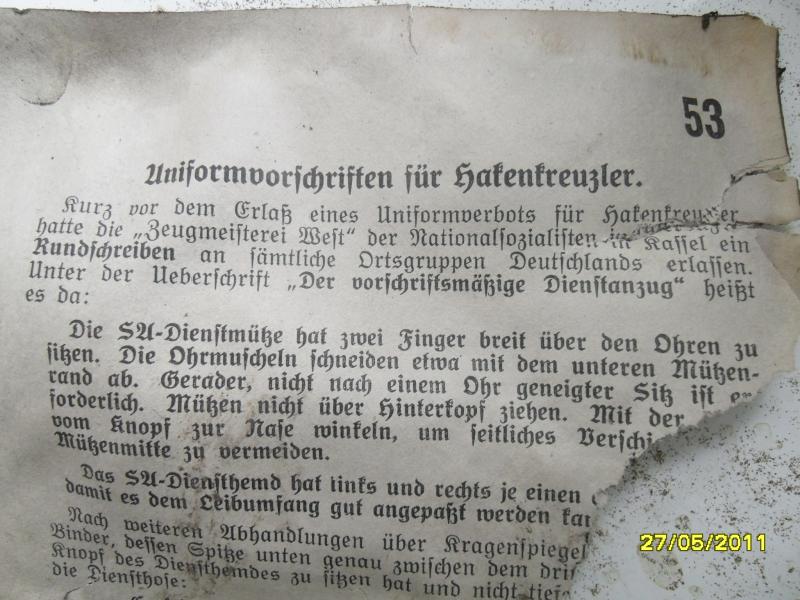 53
Uniformvorschriften für Hakenkreuzler.
Kurz vor dem Erlaß eines Uniformverbots für Hakenkreuzler
hatte die „Zeugmeisterei West“ der Nationalsozialisten in Kassel ein
Rundschreiben an sämtliche Ortsgruppen Deutschlands erlassen.
Unter der Ueberschrift „Der vorschriftsmäßige Dienstanzug“ heißt
es da:
Die SA-Dienstmütze hat zwei Finger breit über den Ohren zu
sitzen. Die Ohrmuscheln schneiden etwa mit dem unteren Mützen-
rand ab. Gerader, nicht nach einem Ohr geneigter Sitz ist er-
forderlich. Mützen nicht über Hinterkopf ziehen. Mit der
vom Knopf zur Nase winkeln, um seitliches Verschi
Mützenmitte zu vermeiden.
Das SA-Diensthemd hat links und rechts je einen
damit es dem Leibumfang gut angepaßt werden kan
Nach weiteren Abhandlungen über Kragenspiegel
Binder, dessen Spitze unten genau zwischen dem drit
Knopf des Diensthemdes zu sitzen hat und nicht tiefe
die Diensthose:
27/05/2011